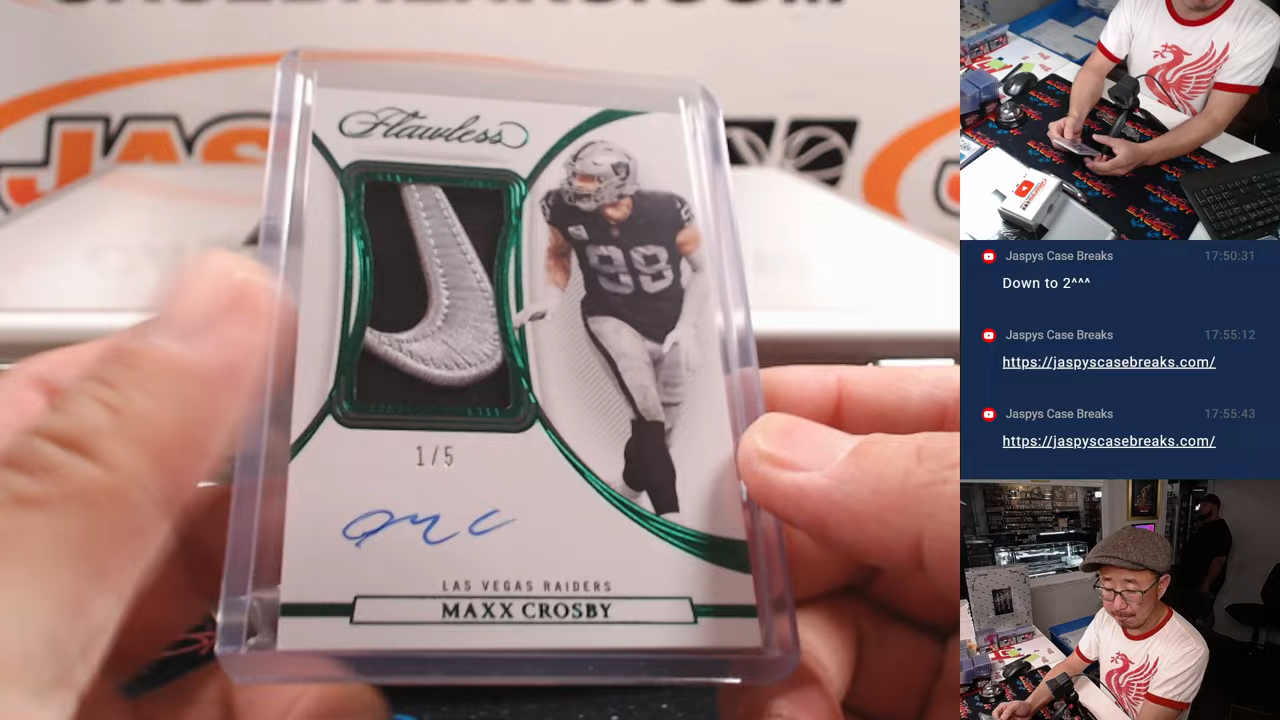 Flawless
98
1/5
LAS VEGAS RAIDERS
MAXX CROSBY
Jaspys Case Breaks 17:50:31
Down to 2^^^
Jaspys Case Breaks 17:55:12
https://jaspyscasebreaks.com/
Jaspys Case Breaks 17:55:43
https://jaspyscasebreaks.com/